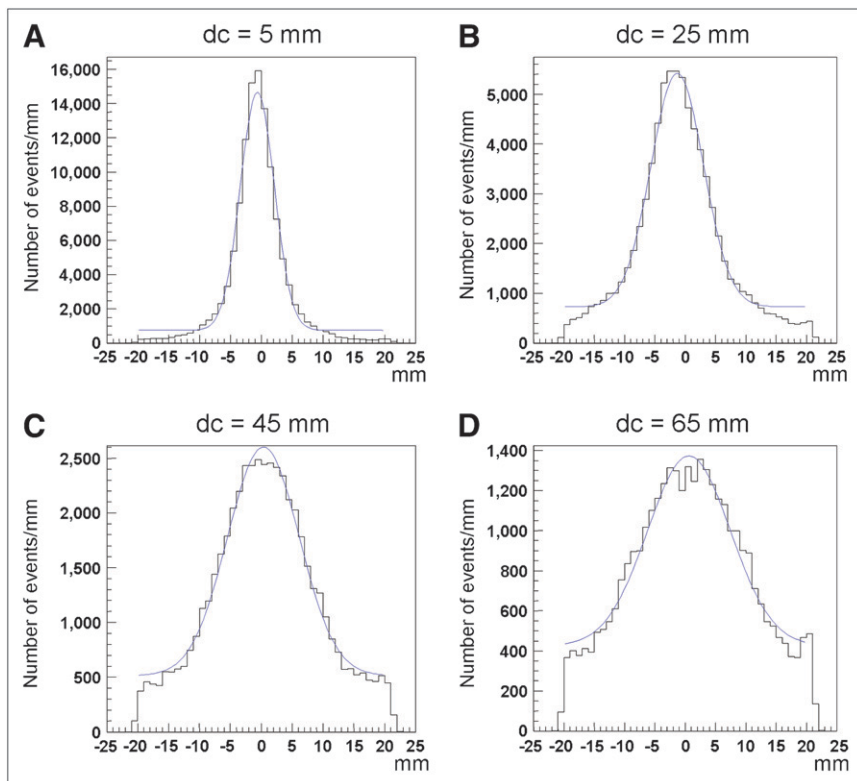 A
dc = 5 mm
Number of events/mm
16,000
14,000
12,000
10,000
8,000
6,000
4,000
2,000
0
-25 -20 -15 -10 -5 0 5 10 15 20 25
mm
B
dc = 25 mm
Number of events/mm
5,000
4,000
3,000
2,000
1,000
0
-25 -20 -15 -10 -5 0 5 10 15 20 25
mm
C
dc = 45 mm
Number of events/mm
2,500
2,000
1,500
1,000
500
0
-25 -20 -15 -10 -5 0 5 10 15 20 25
mm
D
dc = 65 mm
Number of events/mm
1,400
1,200
1,000
800
600
400
200
0
-25 -20 -15 -10 -5 0 5 10 15 20 25
mm